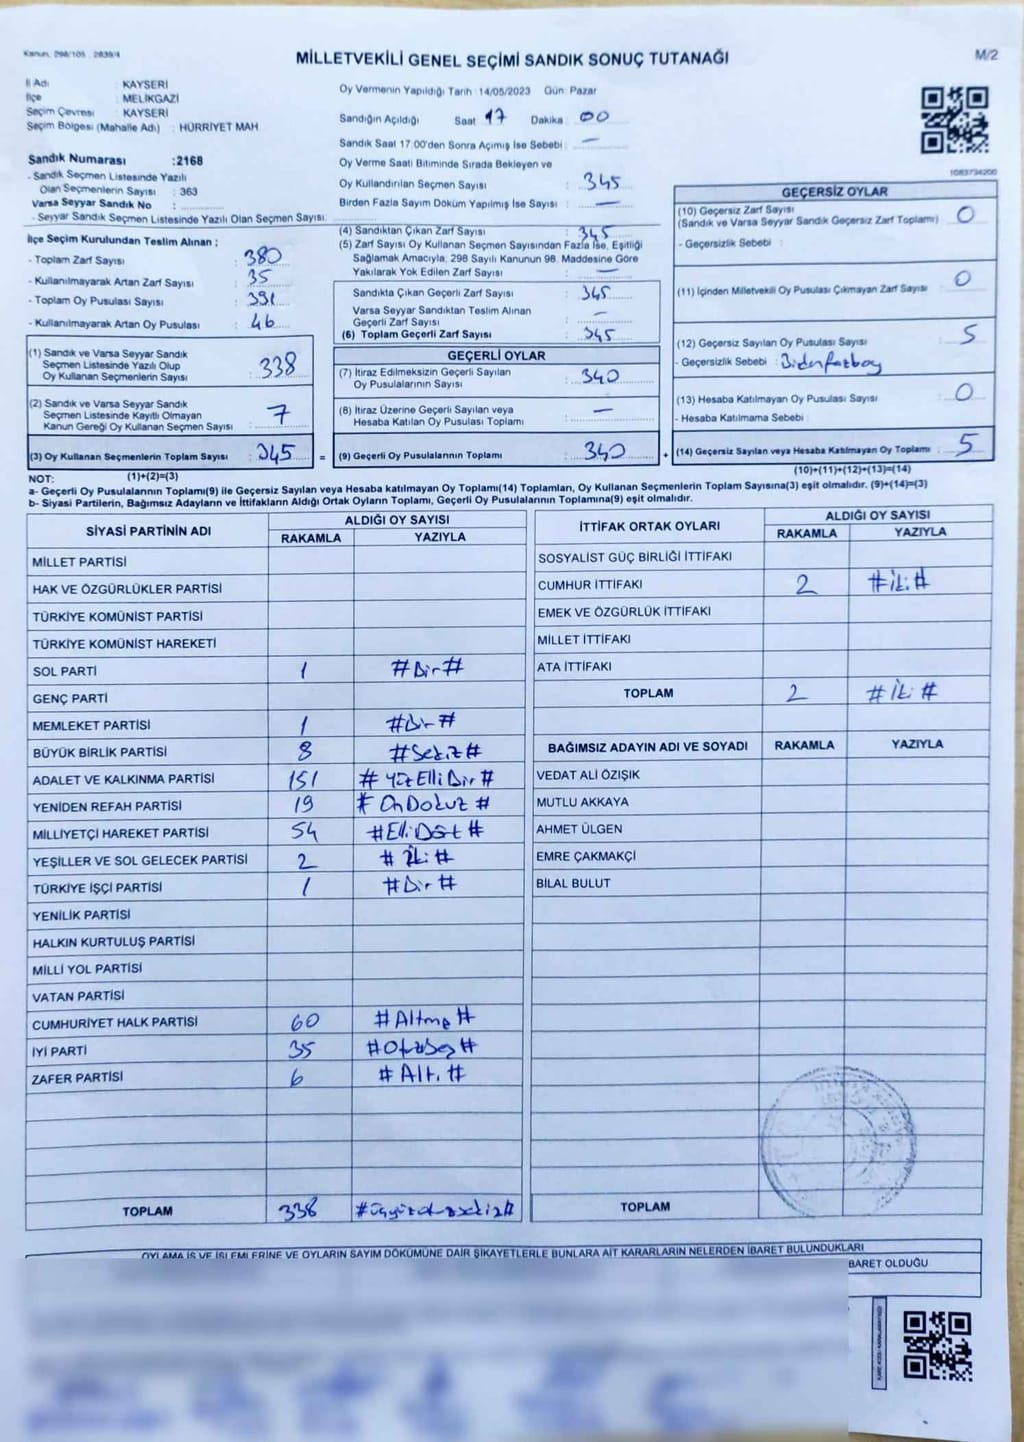 Kanun, 298/105 2839/4
MİLLETVEKİLİ GENEL SEÇİMİ SANDIK SONUÇ TUTANAĞI
M/2
İl Adı : KAYSERİ
İlçe : MELİKGAZİ
Seçim Çevresi : KAYSERİ
Seçim Bölgesi (Mahalle Adı) : HÜRRİYET MAH
Sandık Numarası :2168
- Sandık Seçmen Listesinde Yazılı
Olan Seçmenlerin Sayısı : 363
Varsa Seyyar Sandık No :
- Seyyar Sandık Seçmen Listesinde Yazılı Olan Seçmen Sayısı:
Oy Vermenin Yapıldığı Tarih : 14/05/2023 Gün: Pazar
Sandığın Açıldığı Saat 17 Dakika 00
Sandık Saat 17.00'den Sonra Açımış İse Sebebi : —
Oy Verme Saati Bitiminde Sırada Bekleyen ve
Oy Kullandırılan Seçmen Sayısı : 345
Birden Fazla Sayım Döküm Yapılmış İse Sayısı : —
1083734200
İlçe Seçim Kurulundan Teslim Alınan ;
- Toplam Zarf Sayısı : 380
- Kullanılmayarak Artan Zarf Sayısı : 35
- Toplam Oy Pusulası Sayısı : 391
- Kullanılmayarak Artan Oy Pusulası : 46
(4) Sandıktan Çıkan Zarf Sayısı : 345
(5) Zarf Sayısı Oy Kullanan Seçmen Sayısından Fazla İse, Eşitliği
Sağlamak Amacıyla, 298 Sayılı Kanunun 98. Maddesine Göre
Yakılarak Yok Edilen Zarf Sayısı : —
Sandıkta Çıkan Geçerli Zarf Sayısı : 345
Varsa Seyyar Sandıktan Teslim Alınan
Geçerli Zarf Sayısı : —
(6) Toplam Geçerli Zarf Sayısı : 345
GEÇERSİZ OYLAR
(10) Geçersiz Zarf Sayısı
(Sandık ve Varsa Seyyar Sandık Geçersiz Zarf Toplamı) : 0
- Geçersizlik Sebebi :
(11) İçinden Milletvekili Oy Pusulası Çıkmayan Zarf Sayısı : 0
(12) Geçersiz Sayılan Oy Pusulası Sayısı : 5
- Geçersizlik Sebebi :
(13) Hesaba Katılmayan Oy Pusulası Sayısı : 0
- Hesaba Katılmama Sebebi :
(14) Geçersiz Sayılan veya Hesaba Katılmayan Oy Toplamı : 5
(1) Sandık ve Varsa Seyyar Sandık
Seçmen Listesinde Yazılı Olup
Oy Kullanan Seçmenlerin Sayısı : 338
(2) Sandık ve Varsa Seyyar Sandık
Seçmen Listesinde Kayıtlı Olmayan
Kanun Gereği Oy Kullanan Seçmen Sayısı : 7
(3) Oy Kullanan Seçmenlerin Toplam Sayısı : 345 =
GEÇERLİ OYLAR
(7) İtiraz Edilmeksizin Geçerli Sayılan
Oy Pusulalarının Sayısı : 340
(8) İtiraz Üzerine Geçerli Sayılan veya
Hesaba Katılan Oy Pusulası Toplamı : —
(9) Geçerli Oy Pusulalarının Toplamı : 340 +
NOT: (1)+(2)=(3)
(10)+(11)+(12)+(13)=(14)
a- Geçerli Oy Pusulalarının Toplamı(9) ile Geçersiz Sayılan veya Hesaba katılmayan Oy Toplamı(14) Toplamları, Oy Kullanan Seçmenlerin Toplam Sayısına(3) eşit olmalıdır. (9)+(14)=(3)
b- Siyasi Partilerin, Bağımsız Adayların ve İttifakların Aldığı Ortak Oyların Toplamı, Geçerli Oy Pusulalarının Toplamına(9) eşit olmalıdır.
SİYASİ PARTİNİN ADI ALDIĞI OY SAYISI
RAKAMLA YAZIYLA
MİLLET PARTİSİ
HAK VE ÖZGÜRLÜKLER PARTİSİ
TÜRKİYE KOMÜNİST PARTİSİ
TÜRKİYE KOMÜNİST HAREKETİ
SOL PARTİ 1 #Bir#
GENÇ PARTİ
MEMLEKET PARTİSİ 1 #Bir#
BÜYÜK BİRLİK PARTİSİ 8 #Sekiz#
ADALET VE KALKINMA PARTİSİ 151 #YüzElliBir#
YENİDEN REFAH PARTİSİ 19 #OnDokuz#
MİLLİYETÇİ HAREKET PARTİSİ 54 #ElliDört#
YEŞİLLER VE SOL GELECEK PARTİSİ 2 #İki#
TÜRKİYE İŞÇİ PARTİSİ 1 #Bir#
YENİLİK PARTİSİ
HALKIN KURTULUŞ PARTİSİ
MİLLİ YOL PARTİSİ
VATAN PARTİSİ
CUMHURİYET HALK PARTİSİ 60 #Altmış#
İYİ PARTİ 35 #OtuzBeş#
ZAFER PARTİSİ 6 #Altı#
TOPLAM 338 #üçyüzotuzsekiz#
İTTİFAK ORTAK OYLARI ALDIĞI OY SAYISI
RAKAMLA YAZIYLA
SOSYALİST GÜÇ BİRLİĞİ İTTİFAKI
CUMHUR İTTİFAKI 2 #İki#
EMEK VE ÖZGÜRLÜK İTTİFAKI
MİLLET İTTİFAKI
ATA İTTİFAKI
TOPLAM 2 #İki#
BAĞIMSIZ ADAYIN ADI VE SOYADI RAKAMLA YAZIYLA
VEDAT ALİ ÖZIŞIK
MUTLU AKKAYA
AHMET ÜLGEN
EMRE ÇAKMAKÇİ
BİLAL BULUT
TOPLAM
OYLAMA İŞ VE İŞLEMLERİNE VE OYLARIN SAYIM DÖKÜMÜNE DAİR ŞİKAYETLERLE BUNLARA AİT KARARLARIN NELERDEN İBARET BULUNDUKLARI
BARET OLDUĞU